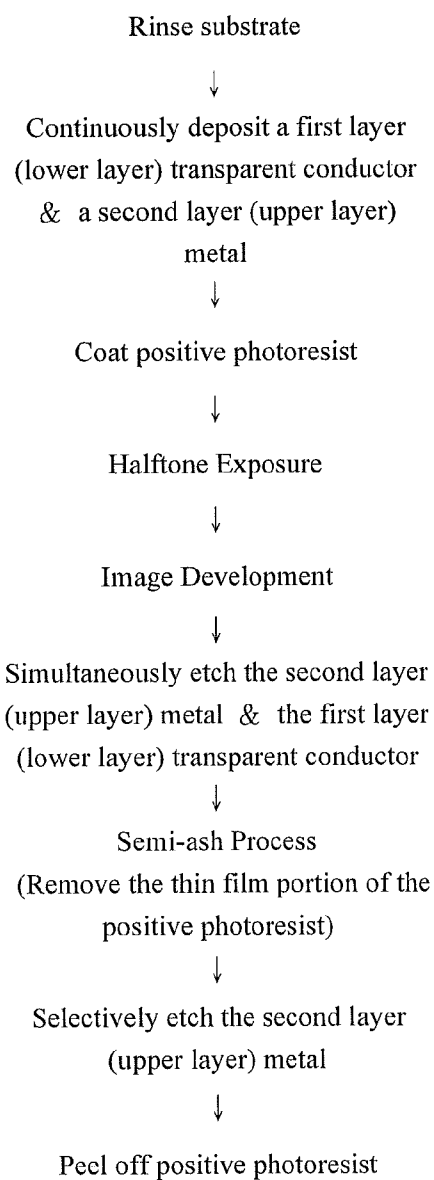 Rinse substrate
↓
Continuously deposit a first layer
(lower layer) transparent conductor
& a second layer (upper layer)
metal
↓
Coat positive photoresist
↓
Halftone Exposure
↓
Image Development
↓
Simultaneously etch the second layer
(upper layer) metal & the first layer
(lower layer) transparent conductor
↓
Semi-ash Process
(Remove the thin film portion of the
positive photoresist)
↓
Selectively etch the second layer
(upper layer) metal
↓
Peel off positive photoresist